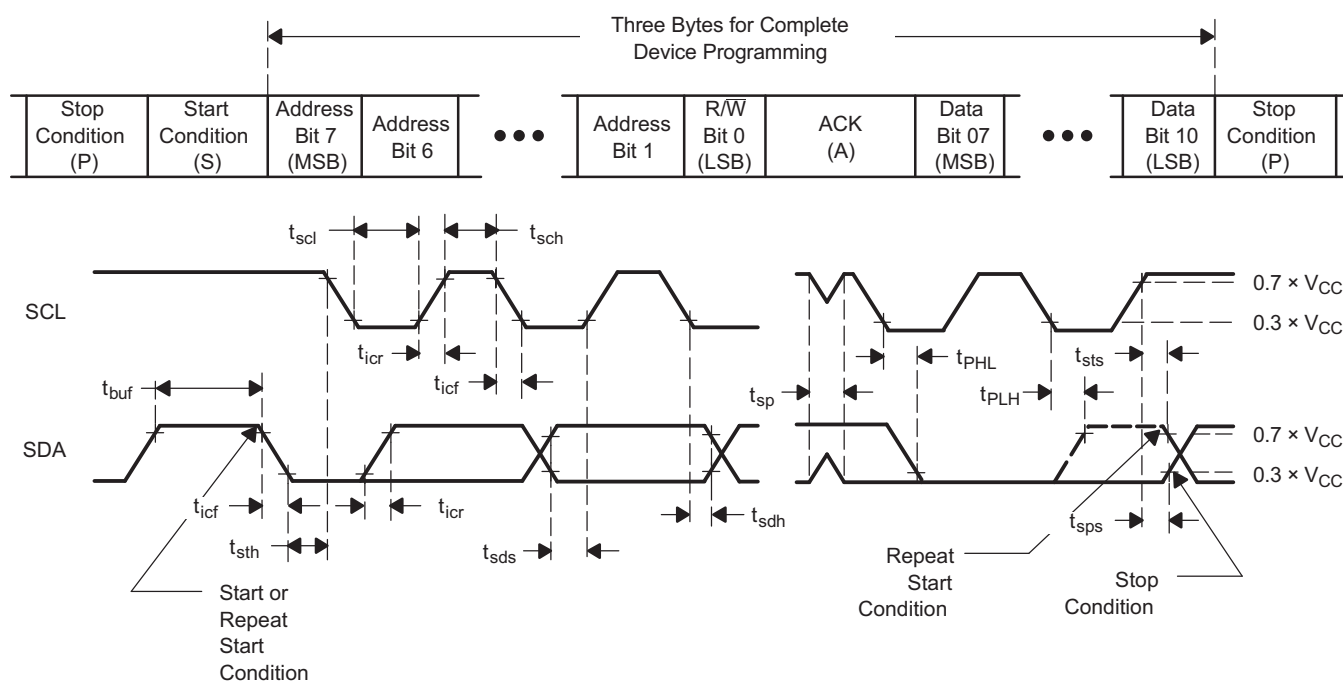 Three Bytes for Complete
Device Programming
Stop
Condition
(P)
Start
Condition
(S)
Address
Bit 7
(MSB)
Address
Bit 6
Address
Bit 1
R/W̅
Bit 0
(LSB)
ACK
(A)
Data
Bit 07
(MSB)
Data
Bit 10
(LSB)
Stop
Condition
(P)
tscl
tsch
SCL
0.7 × VCC
0.3 × VCC
ticr
ticf
tPHL
tsts
tbuf
tsp
tPLH
SDA
0.7 × VCC
0.3 × VCC
ticf
ticr
tsdh
tsth
tsds
tsps
Start or
Repeat
Start
Condition
Repeat
Start
Condition
Stop
Condition